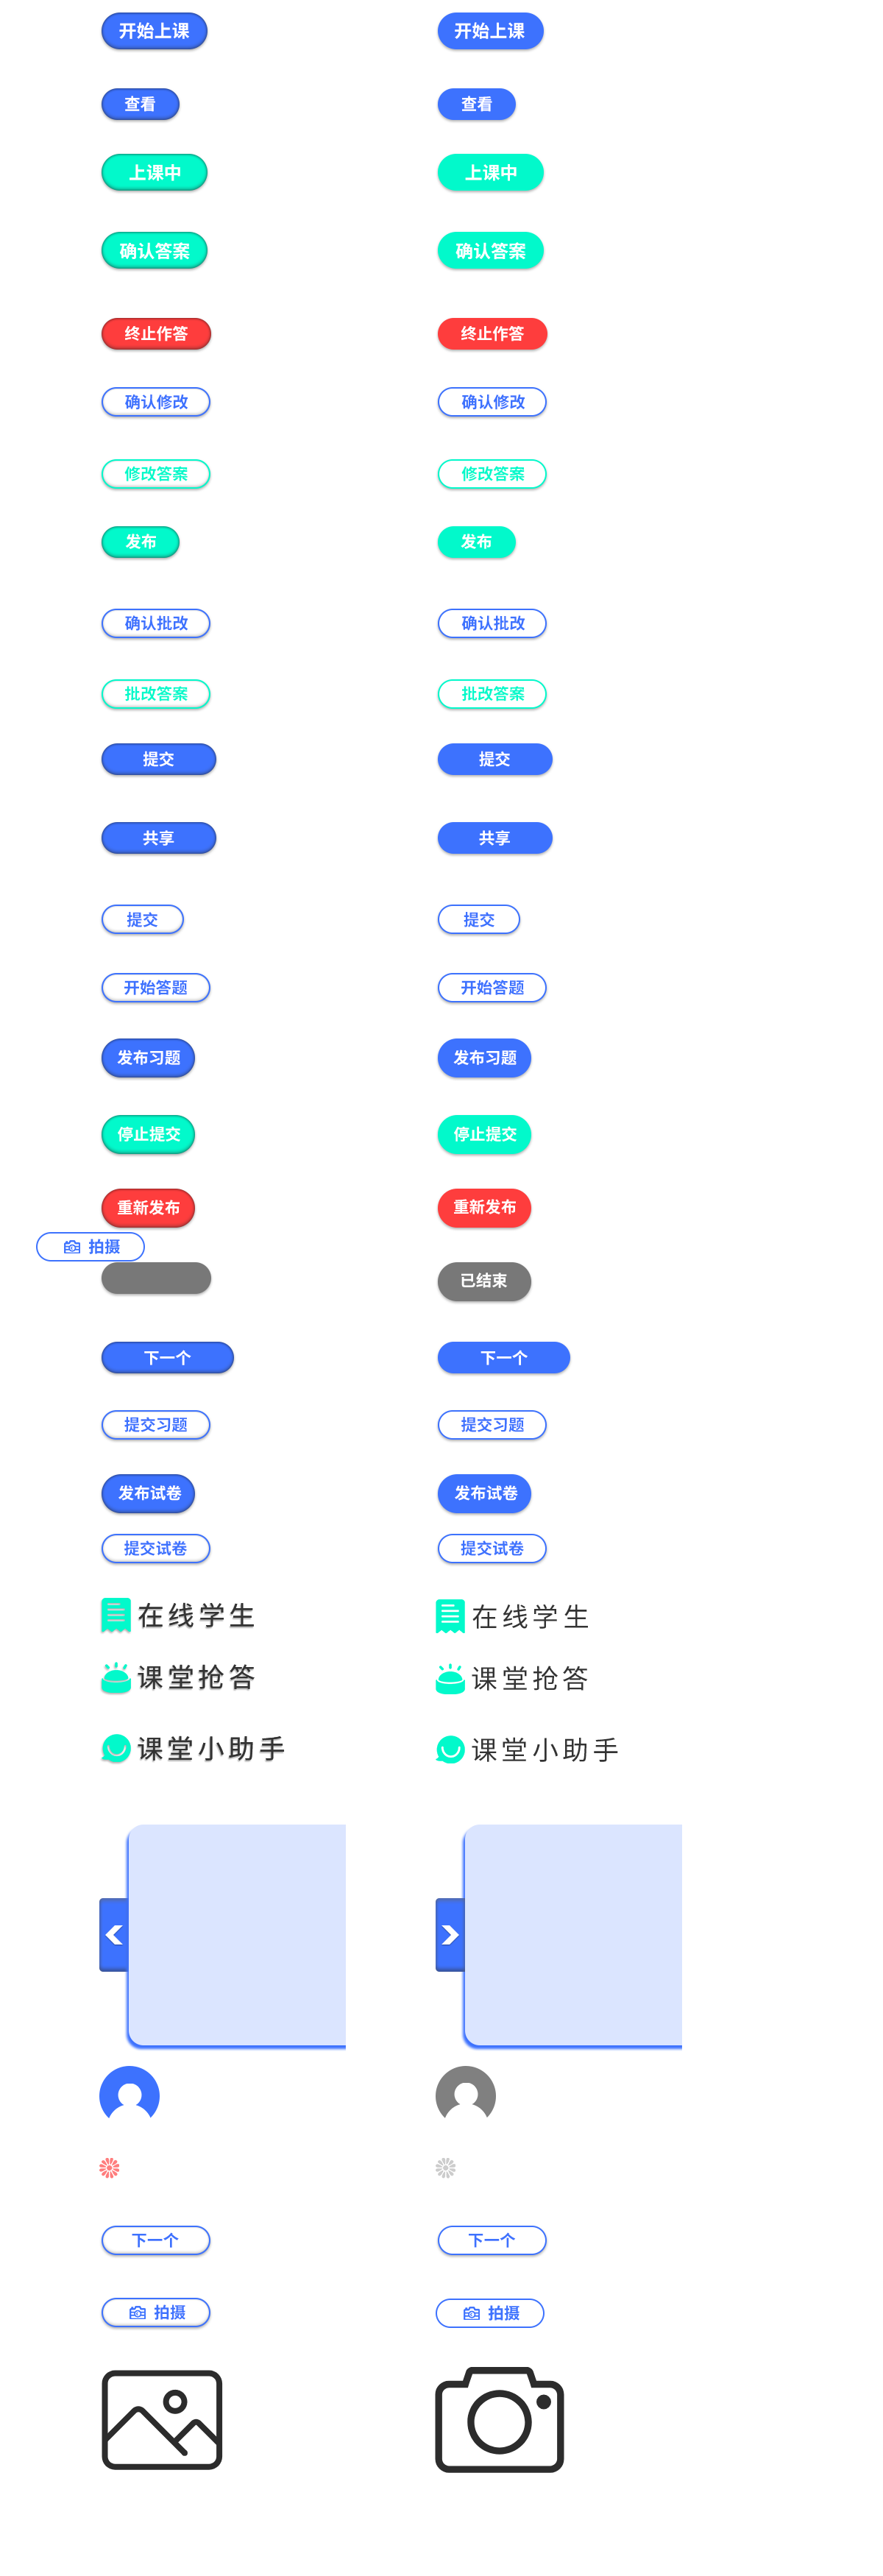 开始上课 开始上课
查看 查看
上课中 上课中
确认答案 确认答案
终止作答 终止作答
确认修改 确认修改
修改答案 修改答案
发布 发布
确认批改 确认批改
批改答案 批改答案
提交 提交
共享 共享
提交 提交
开始答题 开始答题
发布习题 发布习题
停止提交 停止提交
重新发布 重新发布
拍摄
已结束
下一个 下一个
提交习题 提交习题
发布试卷 发布试卷
提交试卷 提交试卷
在线学生 在线学生
课堂抢答 课堂抢答
课堂小助手 课堂小助手
下一个 下一个
拍摄 拍摄